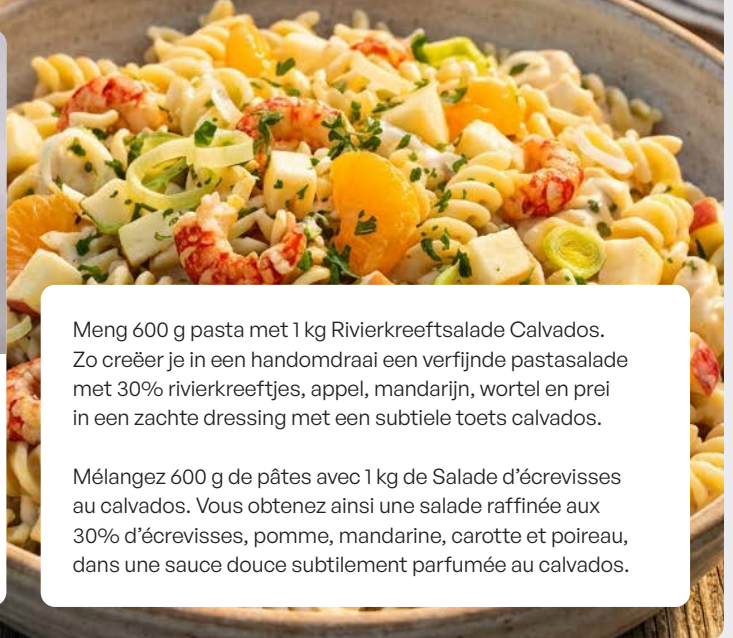 Meng 600 g pasta met 1 kg Rivierkreeftsalade Calvados.
Zo creëer je in een handomdraai een verfijnde pastasalade
met 30% rivierkreeftjes, appel, mandarijn, wortel en prei
in een zachte dressing met een subtiele toets calvados.
Mélangez 600 g de pâtes avec 1 kg de Salade d’écrevisses
au calvados. Vous obtenez ainsi une salade raffinée aux
30% d’écrevisses, pomme, mandarine, carotte et poireau,
dans une sauce douce subtilement parfumée au calvados.